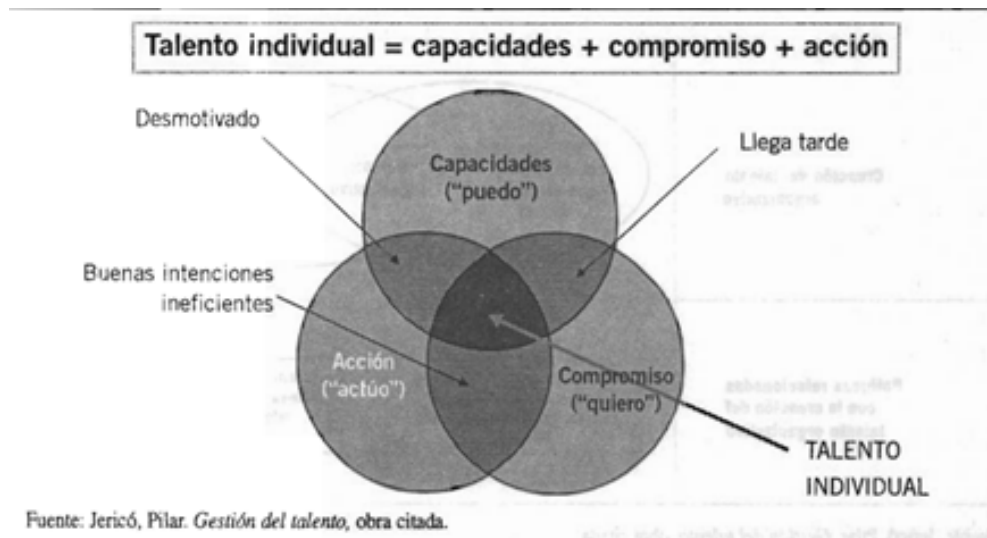 Talento individual = capacidades + compromiso + acción
Desmotivado
Llega tarde
Capacidades
("puedo")
Buenas intenciones
ineficientes
Acción
("actúo")
Compromiso
("quiero")
TALENTO
INDIVIDUAL
Fuente: Jericó, Pilar. Gestión del talento, obra citada.